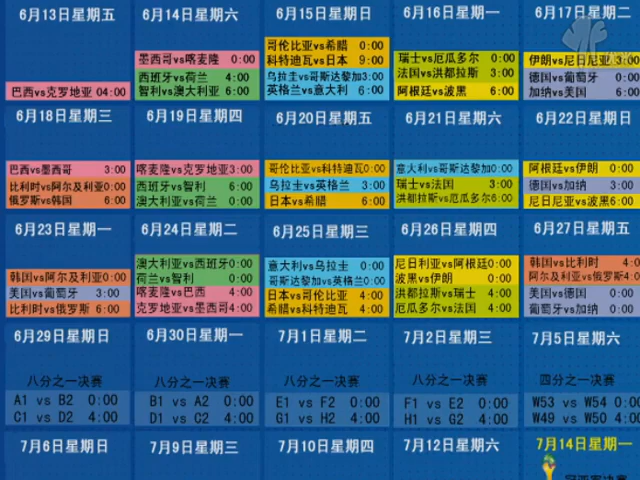 6月13日星期五
巴西vs克罗地亚 04:00
6月14日星期六
墨西哥vs喀麦隆 0:00
西班牙vs荷兰 4:00
智利vs澳大利亚 6:00
6月15日星期日
哥伦比亚vs希腊 0:00
科特迪瓦vs日本 9:00
乌拉圭vs哥斯达黎加3:00
英格兰vs意大利 6:00
6月16日星期一
瑞士vs厄瓜多尔 0:00
法国vs洪都拉斯 3:00
阿根廷vs波黑 6:00
6月17日星期二
伊朗vs尼日尼亚 3:00
德国vs葡萄牙 0:00
加纳vs美国 6:00
6月18日星期三
巴西vs墨西哥 3:00
比利时vs阿尔及利亚0:00
俄罗斯vs韩国 6:00
6月19日星期四
喀麦隆vs克罗地亚3:00
西班牙vs智利 6:00
澳大利亚vs荷兰 0:00
6月20日星期五
哥伦比亚vs科特迪瓦0:00
乌拉圭vs英格兰 3:00
日本vs希腊 6:00
6月21日星期六
意大利vs哥斯达黎加0:00
瑞士vs法国 3:00
洪都拉斯vs厄瓜多尔6:00
6月22日星期日
阿根廷vs伊朗 0:00
德国vs加纳 3:00
尼日尼亚vs波黑6:00
6月23日星期一
韩国vs阿尔及利亚0:00
美国vs葡萄牙 3:00
比利时vs俄罗斯 6:00
6月24日星期二
澳大利亚vs西班牙0:00
荷兰vs智利 0:00
喀麦隆vs巴西 4:00
克罗地亚vs墨西哥4:00
6月25日星期三
意大利vs乌拉圭 0:00
哥斯达黎加vs英格兰0:00
日本vs哥伦比亚 4:00
希腊vs科特迪瓦 4:00
6月26日星期四
尼日利亚vs阿根廷0:00
波黑vs伊朗 0:00
洪都拉斯vs瑞士 4:00
厄瓜多尔vs法国 4:00
6月27日星期五
韩国vs比利时 4:00
阿尔及利亚vs俄罗斯4:00
美国vs德国 0:00
葡萄牙vs加纳 0:00
6月29日星期日
八分之一决赛
A1 vs B2 0:00
C1 vs D2 4:00
6月30日星期一
八分之一决赛
B1 vs A2 0:00
D1 vs C2 4:00
7月1日星期二
八分之一决赛
E1 vs F2 0:00
G1 vs H2 4:00
7月2日星期三
八分之一决赛
F1 vs E2 0:00
H1 vs G2 4:00
7月5日星期六
四分之一决赛
W53 vs W54 0:00
W49 vs W50 4:00
7月6日星期日
7月9日星期三
7月10日星期四
7月12日星期六
7月14日星期一